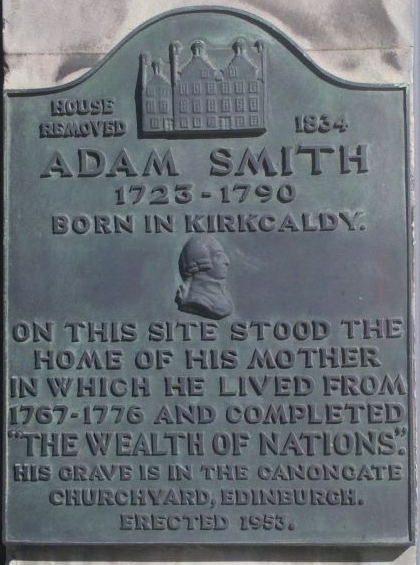 HOUSE REMOVED 1834
ADAM SMITH
1723-1790
BORN IN KIRKCALDY.
ON THIS SITE STOOD THE
HOME OF HIS MOTHER
IN WHICH HE LIVED FROM
1767-1776 AND COMPLETED
"THE WEALTH OF NATIONS".
HIS GRAVE IS IN THE CANONGATE
CHURCHYARD, EDINBURGH.
ERECTED 1953.